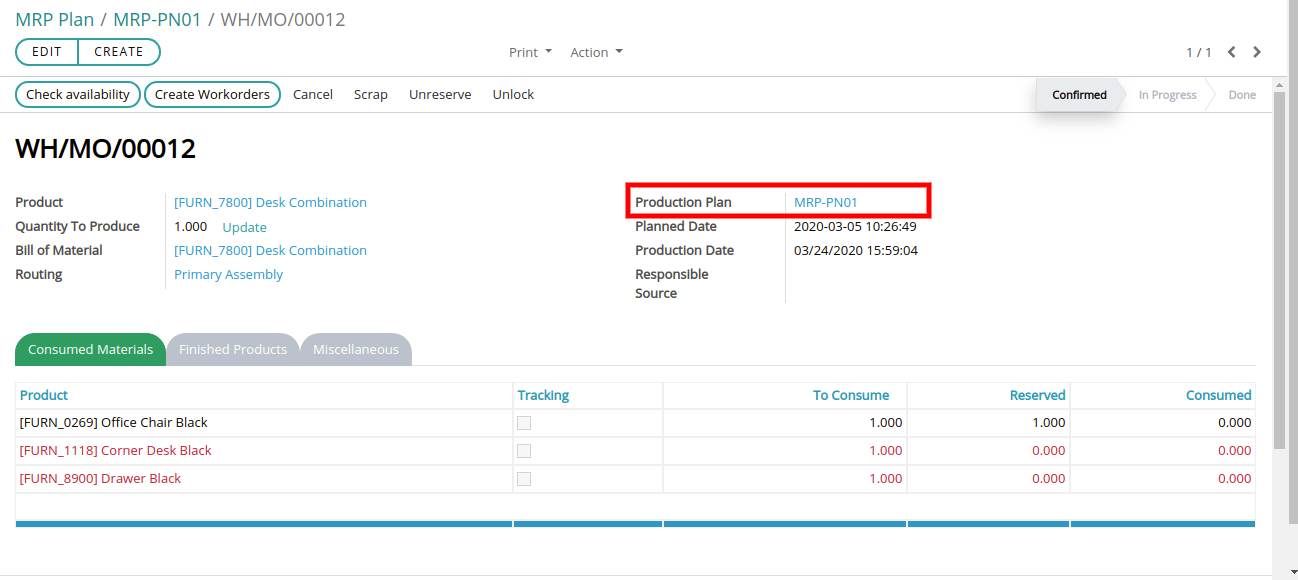 MRP Plan / MRP-PN01 / WH/MO/00012
EDIT CREATE Print Action 1 / 1
Check availability Create Workorders Cancel Scrap Unreserve Unlock Confirmed In Progress Done
WH/MO/00012
Product [FURN_7800] Desk Combination Production Plan MRP-PN01
Quantity To Produce 1.000 Update Planned Date 2020-03-05 10:26:49
Bill of Material [FURN_7800] Desk Combination Production Date 03/24/2020 15:59:04
Routing Primary Assembly Responsible
Source
Consumed Materials Finished Products Miscellaneous
Product Tracking To Consume Reserved Consumed
[FURN_0269] Office Chair Black 1.000 1.000 0.000
[FURN_1118] Corner Desk Black 1.000 0.000 0.000
[FURN_8900] Drawer Black 1.000 0.000 0.000